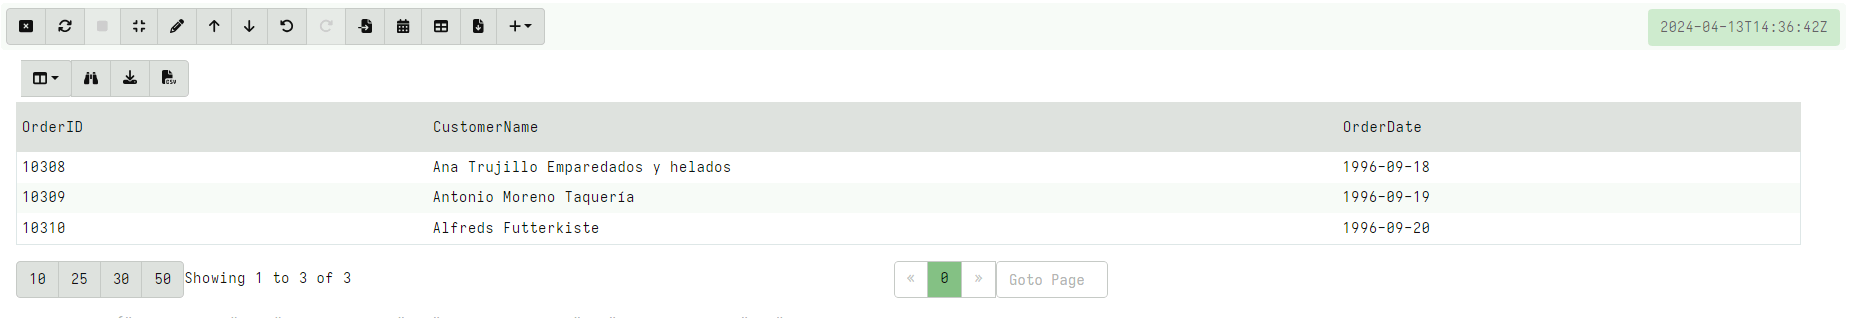 2024-04-13T14:36:42Z
CSV
OrderID CustomerName OrderDate
10308 Ana Trujillo Emparedados y helados 1996-09-18
10309 Antonio Moreno Taquería 1996-09-19
10310 Alfreds Futterkiste 1996-09-20
10 25 30 50 Showing 1 to 3 of 3 « 0 » Goto Page